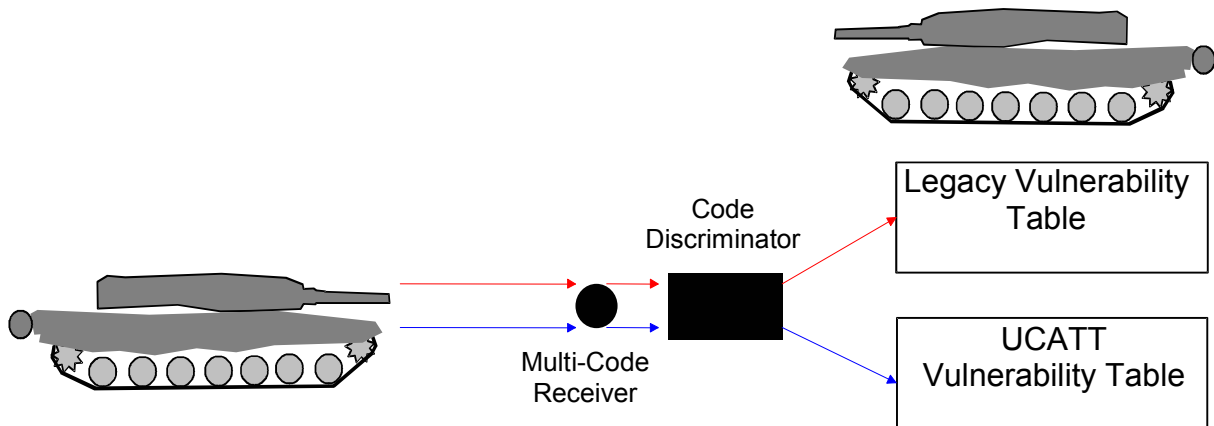 Legacy Vulnerability
Table
Code
Discriminator
UCATT
Vulnerability Table
Multi-Code
Receiver